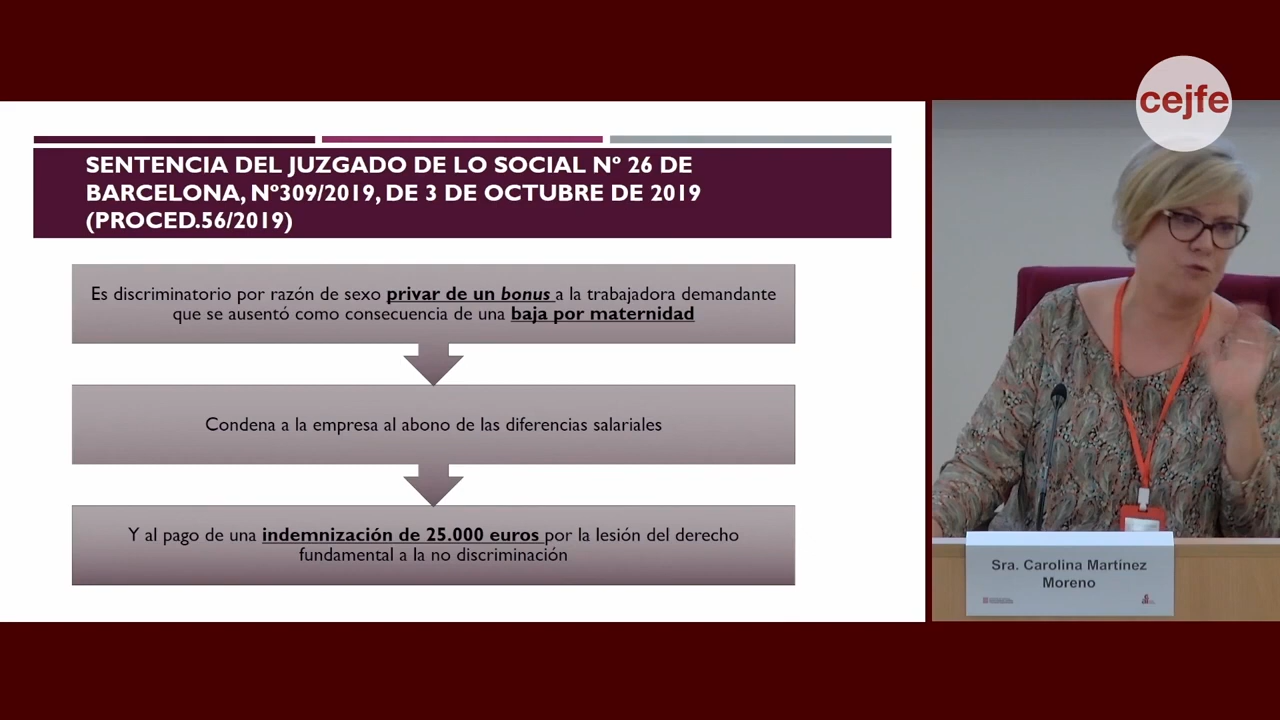 cejfe
SENTENCIA DEL JUZGADO DE LO SOCIAL Nº 26 DE
BARCELONA, Nº309/2019, DE 3 DE OCTUBRE DE 2019
(PROCED.56/2019)
Es discriminatorio por razón de sexo privar de un bonus a la trabajadora demandante
que se ausentó como consecuencia de una baja por maternidad
Condena a la empresa al abono de las diferencias salariales
Y al pago de una indemnización de 25.000 euros por la lesión del derecho
fundamental a la no discriminación
Sra. Carolina Martínez
Moreno